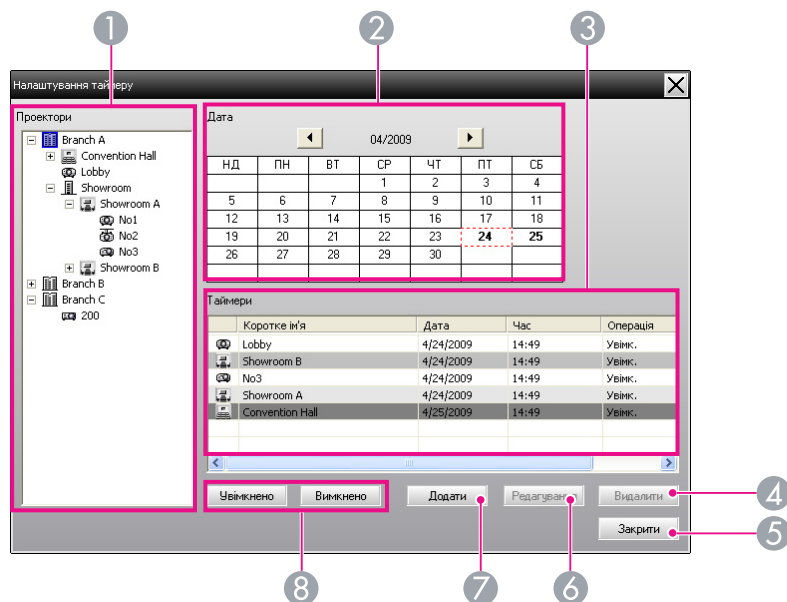 1 2 3
Налаштування таймеру
Проектори
Branch A
Convention Hall
Lobby
Showroom
Showroom A
No1
No2
No3
Showroom B
Branch B
Branch C
200
Дата
04/2009
НД ПН ВТ СР ЧТ ПТ СБ
1 2 3 4
5 6 7 8 9 10 11
12 13 14 15 16 17 18
19 20 21 22 23 24 25
26 27 28 29 30
Таймери
Коротке ім'я Дата Час Операція
Lobby 4/24/2009 14:49 Увімк.
Showroom B 4/24/2009 14:49 Увімк.
No3 4/24/2009 14:49 Увімк.
Showroom A 4/24/2009 14:49 Увімк.
Convention Hall 4/25/2009 14:49 Увімк.
Увімкнено Вимкнено Додати Редагування Видалити 4
Закрити 5
8 7 6